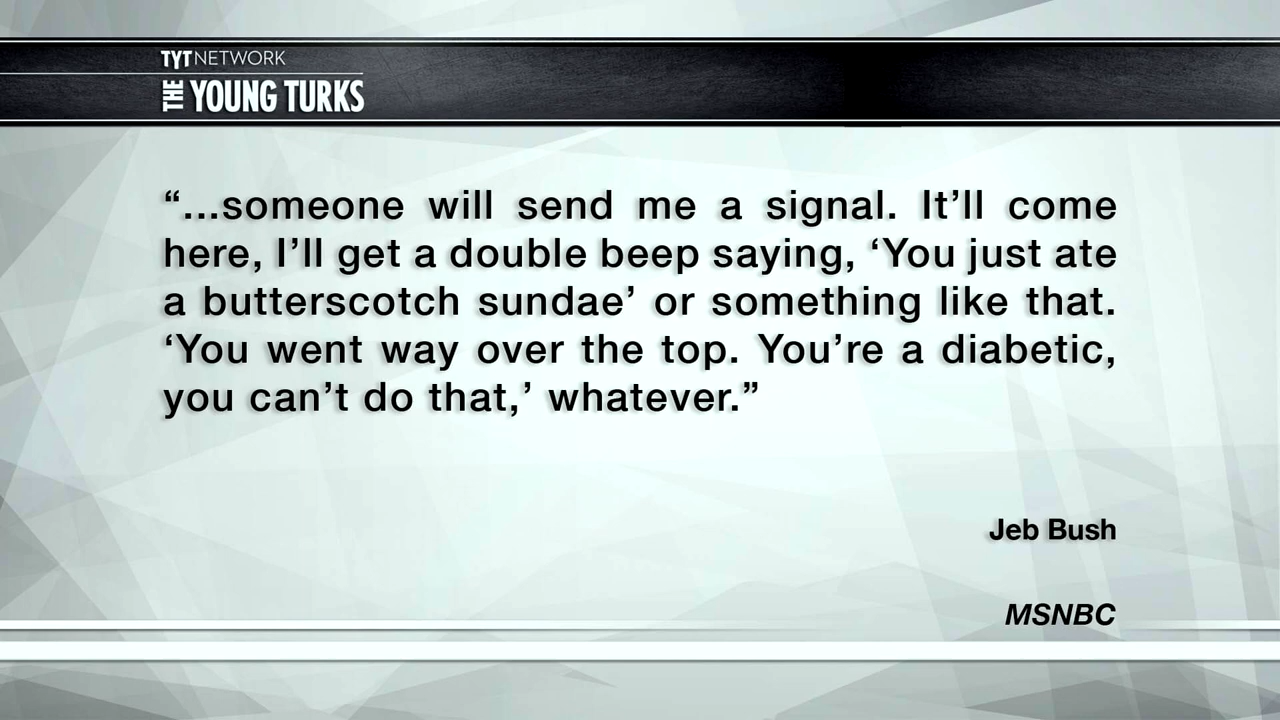 TYT NETWORK
THE YOUNG TURKS
“...someone will send me a signal. It’ll come
here, I’ll get a double beep saying, ‘You just ate
a butterscotch sundae’ or something like that.
‘You went way over the top. You’re a diabetic,
you can’t do that,’ whatever.”
Jeb Bush
MSNBC